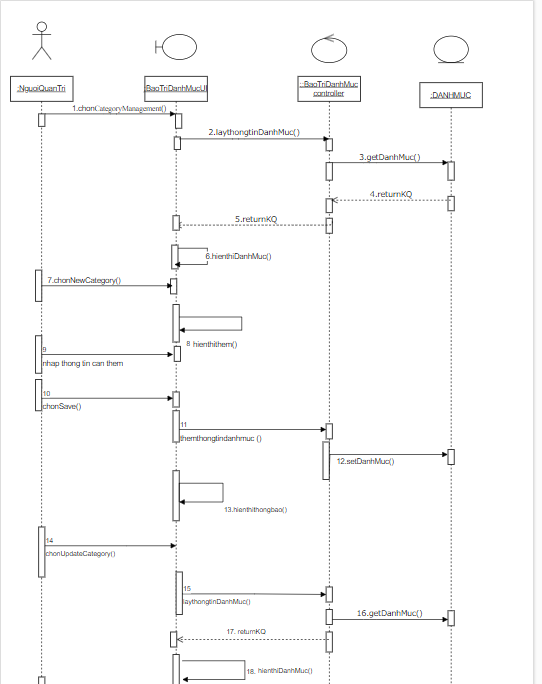 :NguoiQuanTri
:BaoTriDanhMucUI
::BaoTriDanhMuc
controller
:DANHMUC
1.chonCategoryManagement()
2.laythongtinDanhMuc()
3.getDanhMuc()
4.returnKQ
5.returnKQ
6.hienthiDanhMuc()
7.chonNewCategory()
8 hienthithem()
9
nhap thong tin can them
10
chonSave()
11
themthongtindanhmuc ()
12.setDanhMuc()
13.hienthithongbao()
14
chonUpdateCategory()
15
laythongtinDanhMuc()
16.getDanhMuc()
17. returnKQ
18. hienthiDanhMuc()